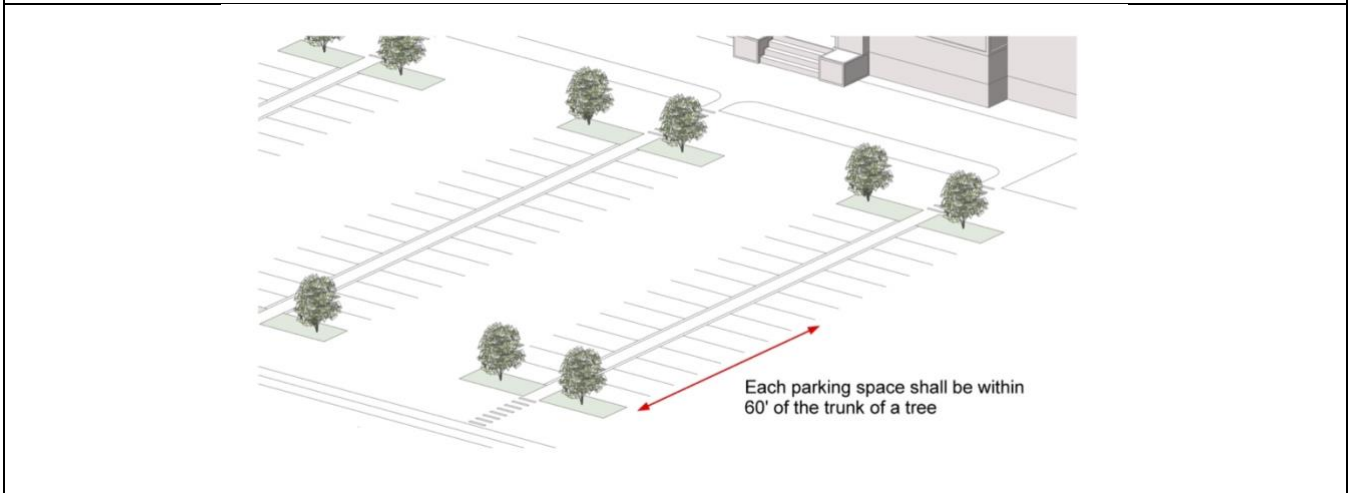 Each parking space shall be within
60' of the trunk of a tree